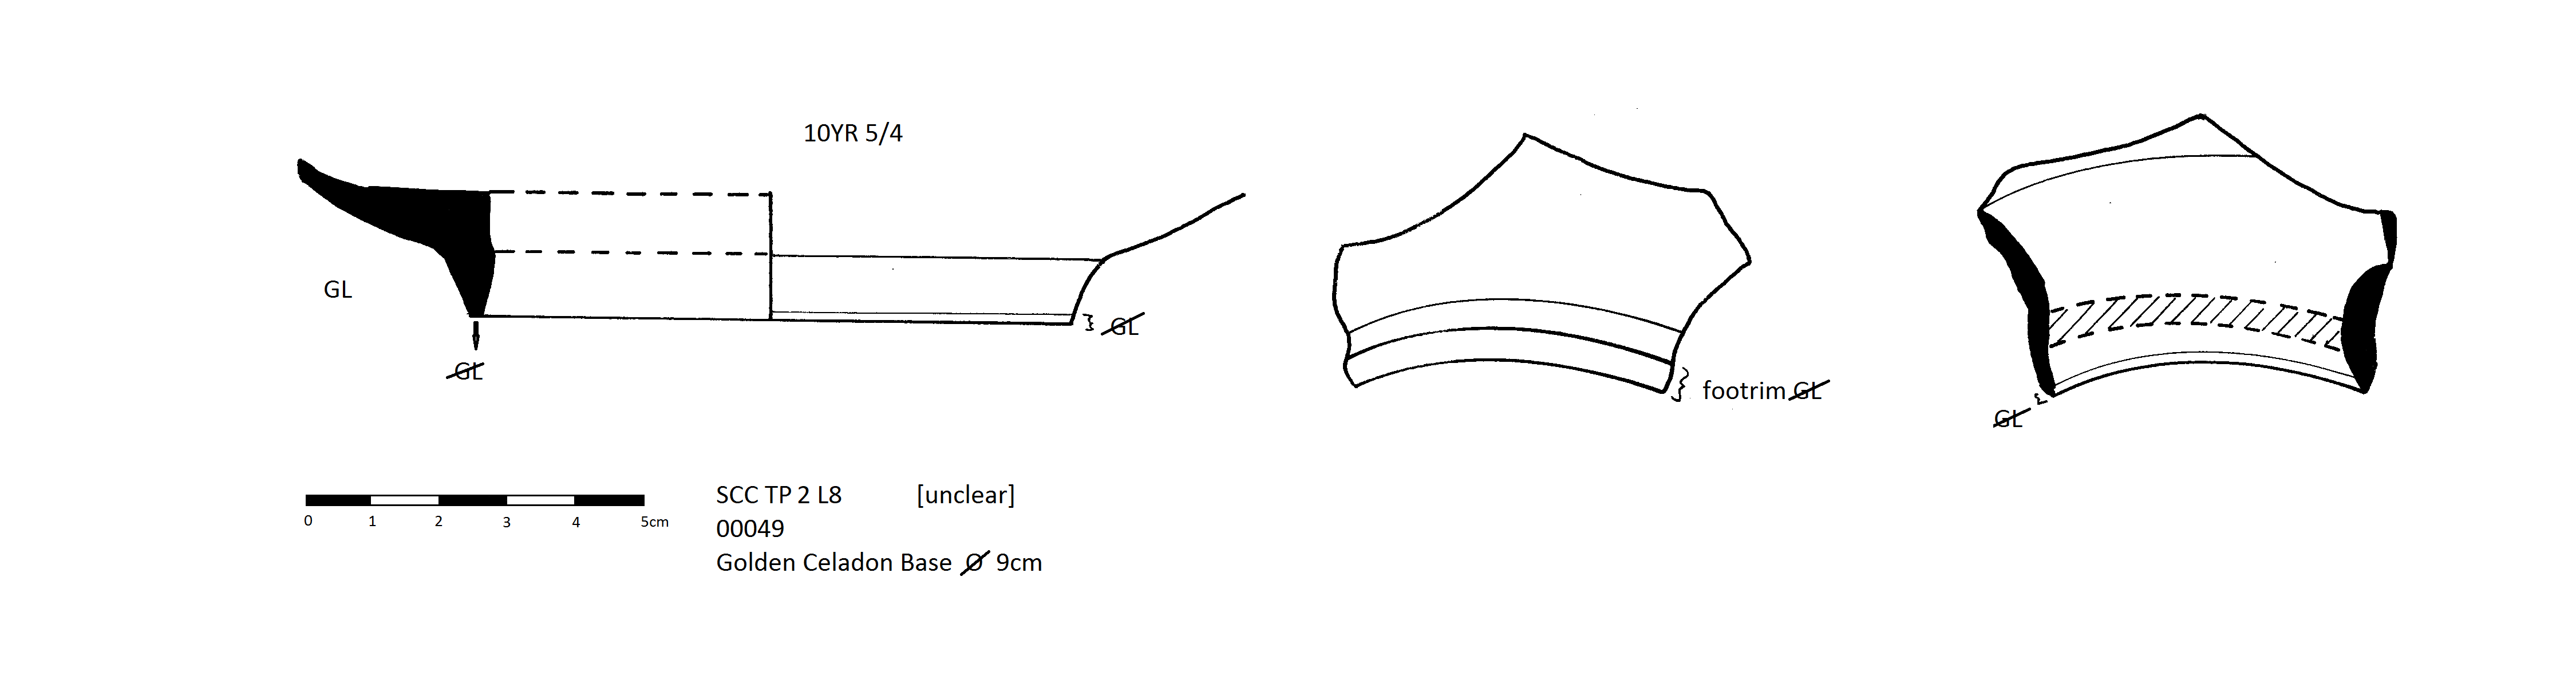 10YR 5/4
GL
GL
GL
footrim GL
GL
0 1 2 3 4 5cm
SCC TP 2 L8 [unclear]
00049
Golden Celadon Base Ø 9cm